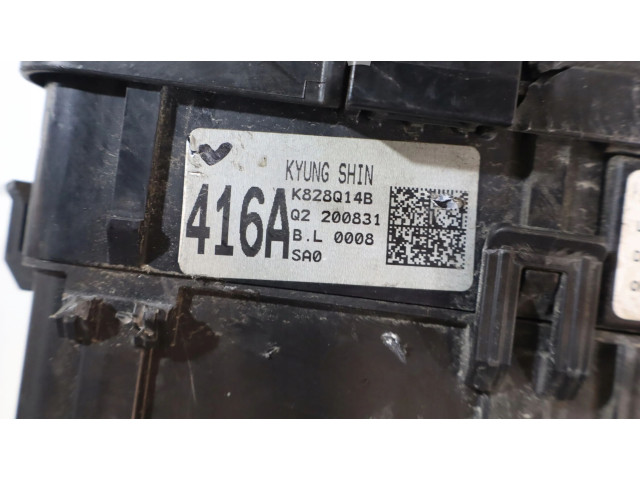 KYUNG SHIN
416A
K828Q14B
Q2 200831
B.L 0008
SA0